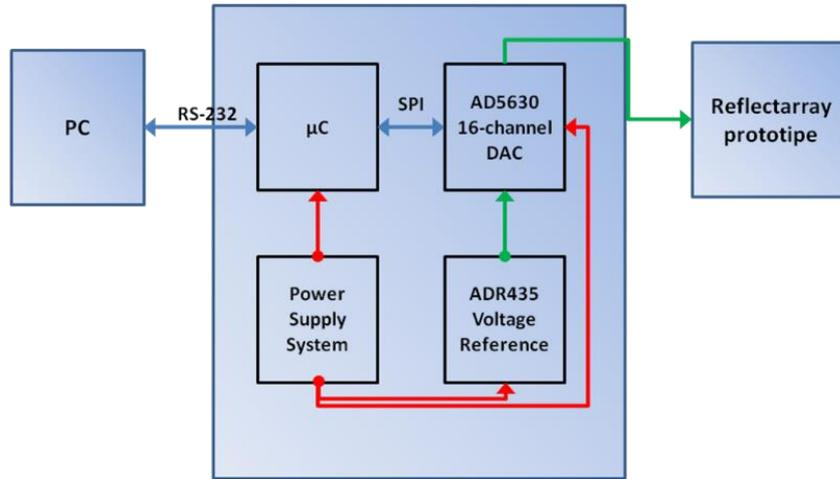 PC
RS-232
µC
SPI
AD5630
16-channel
DAC
Reflectarray
prototipe
Power
Supply
System
ADR435
Voltage
Reference